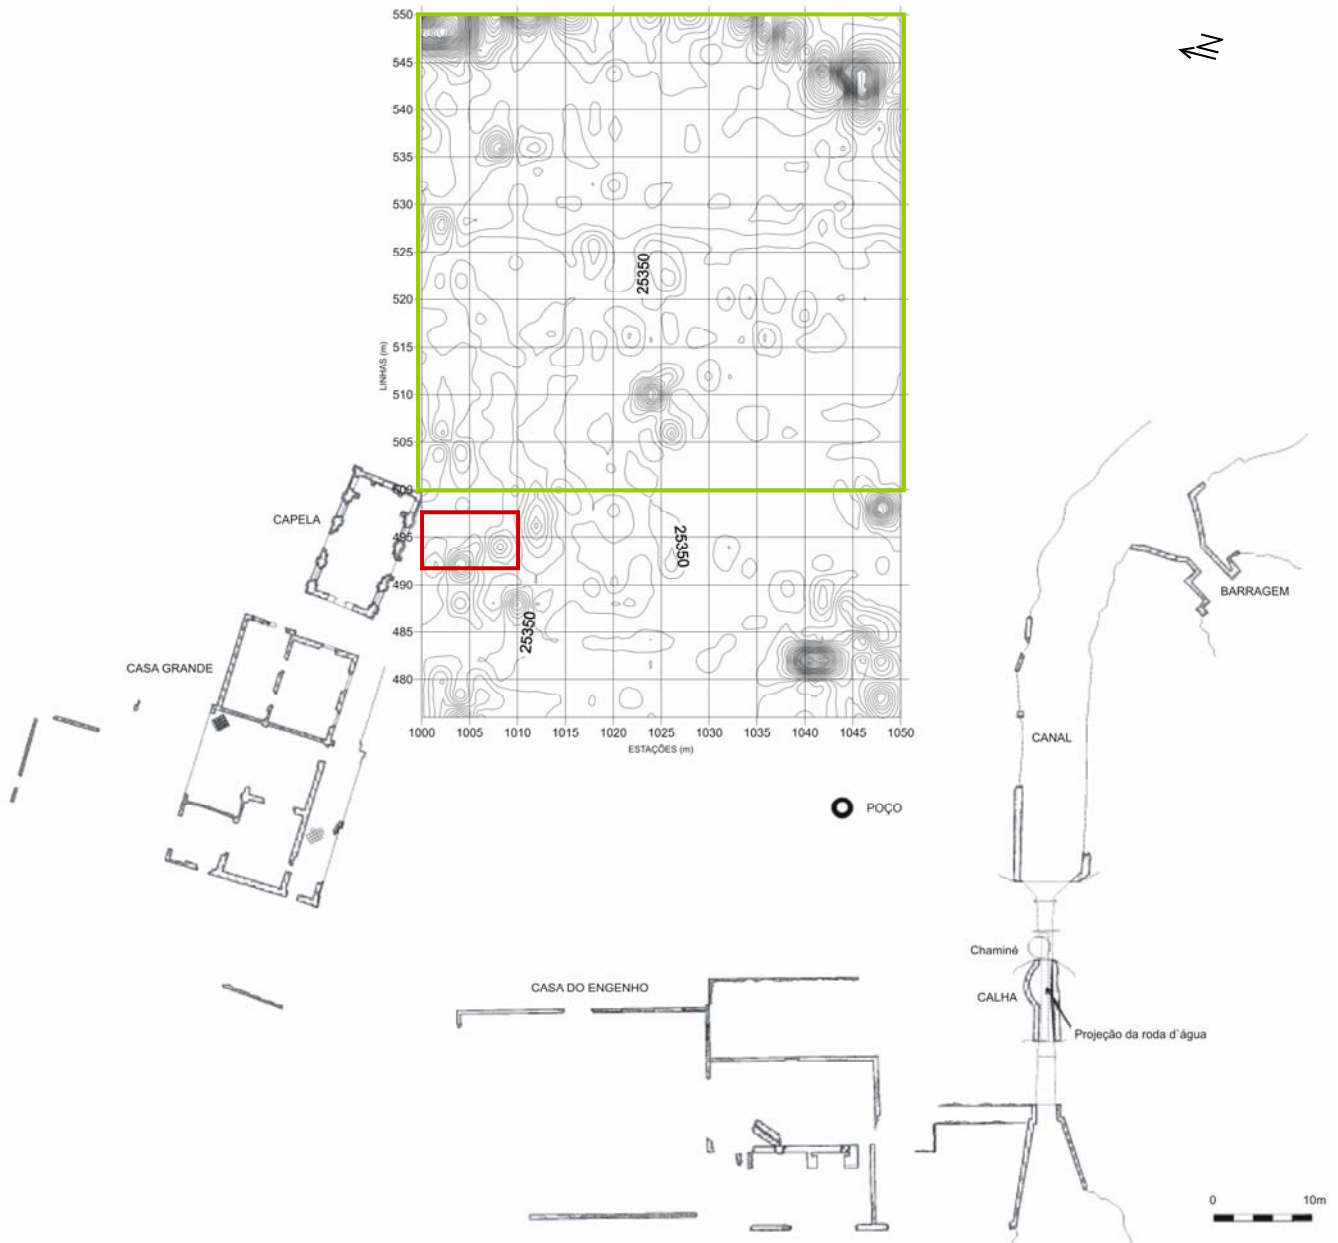 N
550
545
540
535
530
525
520
515
510
505
500
495
490
485
480
LINHAS (m)
25350
25350
25350
1000 1005 1010 1015 1020 1025 1030 1035 1040 1045 1050
ESTAÇÕES (m)
CAPELA
CASA GRANDE
BARRAGEM
CANAL
POÇO
Chaminé
CALHA
CASA DO ENGENHO
Projeção da roda d`água
0 10m